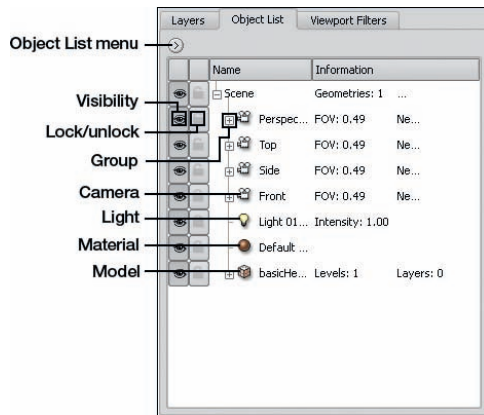 Layers Object List Viewport Filters
Object List menu
Name Information
Scene Geometries: 1 ...
Visibility
Perspec... FOV: 0.49 Ne...
Lock/unlock
Top FOV: 0.49 Ne...
Group
Side FOV: 0.49 Ne...
Camera
Front FOV: 0.49 Ne...
Light
Light 01... Intensity: 1.00
Material
Default ...
Model
basicHe... Levels: 1 Layers: 0